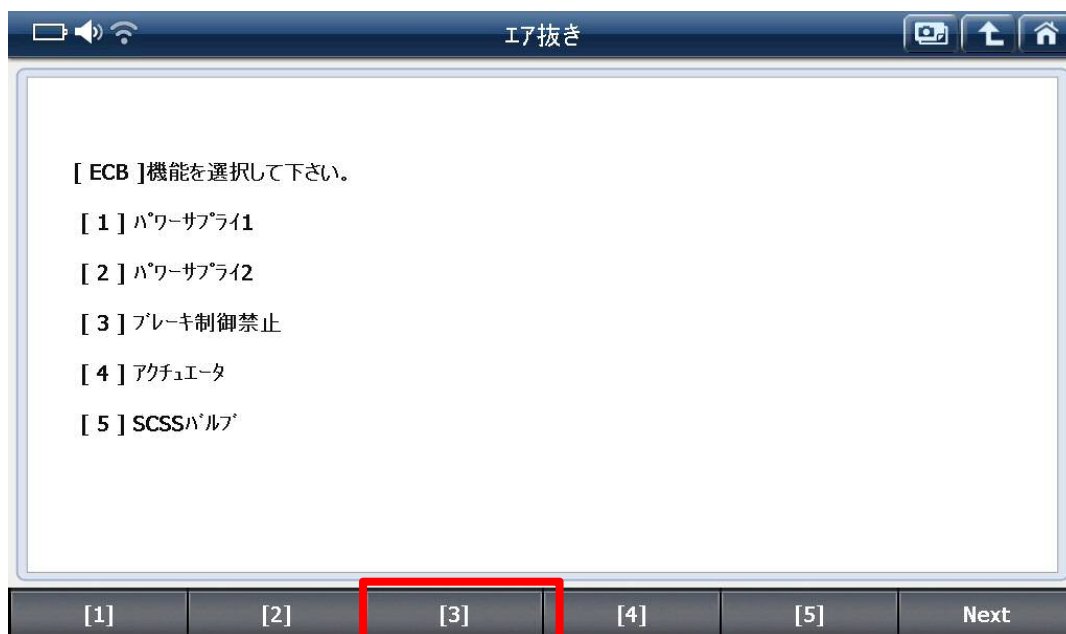 エア抜き
[ ECB ]機能を選択して下さい。
[ 1 ] ﾊﾟﾜｰｻﾌﾟﾗｲ1
[ 2 ] ﾊﾟﾜｰｻﾌﾟﾗｲ2
[ 3 ] ﾌﾞﾚｰｷ制御禁止
[ 4 ] ｱｸﾁｭｴｰﾀ
[ 5 ] SCSSﾊﾞﾙﾌﾞ
[1] [2] [3] [4] [5] Next